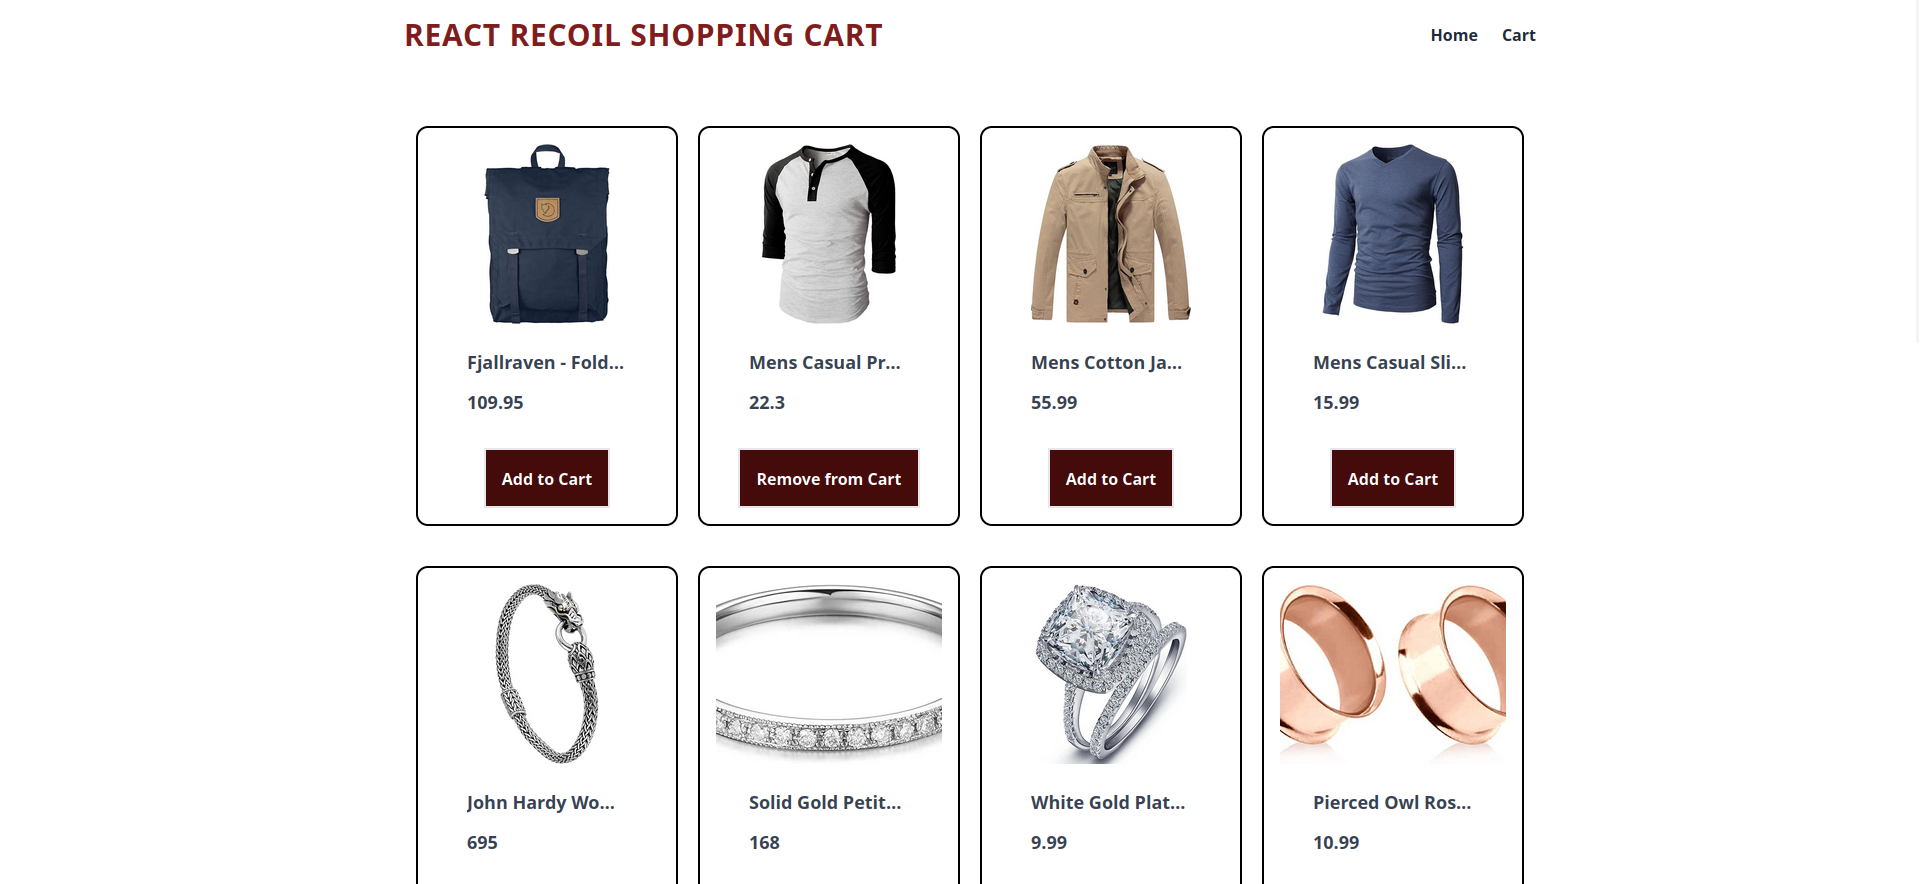 REACT RECOIL SHOPPING CART
Home Cart
Fjallraven - Fold...
109.95
Add to Cart
Mens Casual Pr...
22.3
Remove from Cart
Mens Cotton Ja...
55.99
Add to Cart
Mens Casual Sli...
15.99
Add to Cart
John Hardy Wo...
695
Solid Gold Petit...
168
White Gold Plat...
9.99
Pierced Owl Ros...
10.99